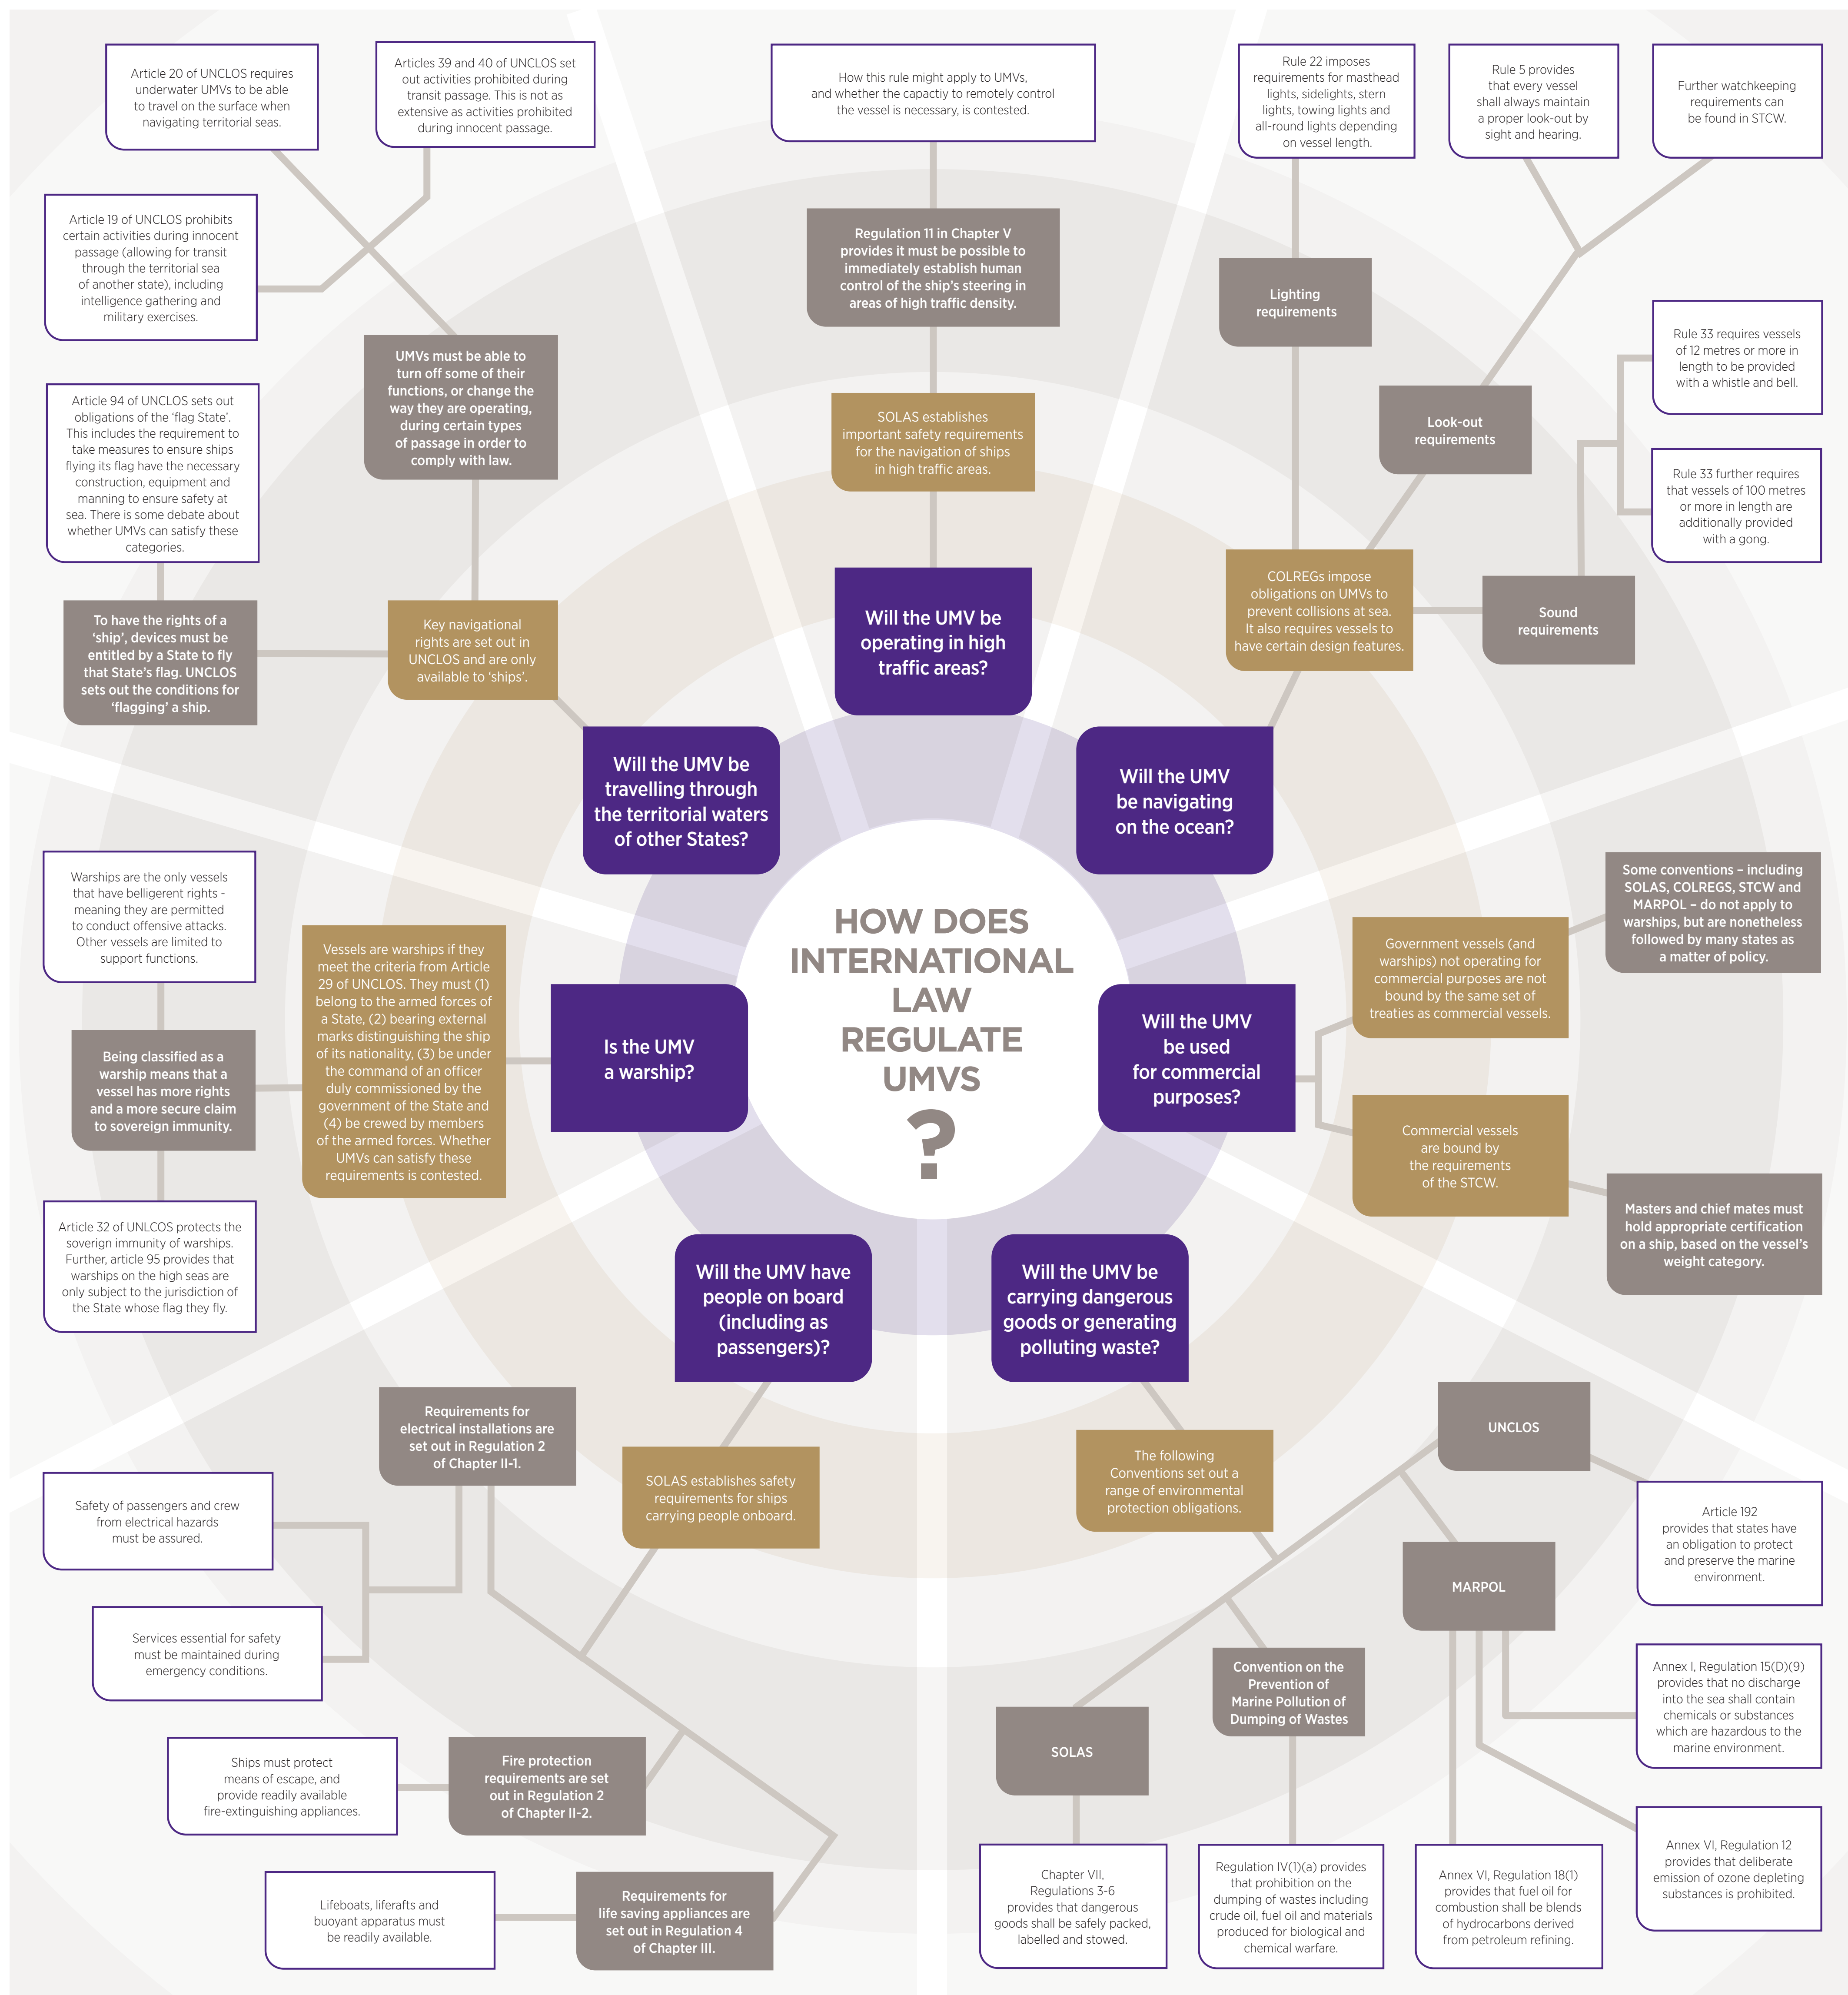 HOW DOES
INTERNATIONAL
LAW
REGULATE
UMVS
?
Will the UMV be
operating in high
traffic areas?
SOLAS establishes
important safety requirements
for the navigation of ships
in high traffic areas.
Regulation 11 in Chapter V
provides it must be possible to
immediately establish human
control of the ship's steering in
areas of high traffic density.
How this rule might apply to UMVs,
and whether the capactiy to remotely control
the vessel is necessary, is contested.
Will the UMV
be navigating
on the ocean?
COLREGs impose
obligations on UMVs to
prevent collisions at sea.
It also requires vessels to
have certain design features.
Lighting
requirements
Rule 22 imposes
requirements for masthead
lights, sidelights, stern
lights, towing lights and
all-round lights depending
on vessel length.
Look-out
requirements
Rule 5 provides
that every vessel
shall always maintain
a proper look-out by
sight and hearing.
Further watchkeeping
requirements can
be found in STCW.
Sound
requirements
Rule 33 requires vessels
of 12 metres or more in
length to be provided
with a whistle and bell.
Rule 33 further requires
that vessels of 100 metres
or more in length are
additionally provided
with a gong.
Will the UMV
be used
for commercial
purposes?
Government vessels (and
warships) not operating for
commercial purposes are not
bound by the same set of
treaties as commercial vessels.
Some conventions – including
SOLAS, COLREGS, STCW and
MARPOL – do not apply to
warships, but are nonetheless
followed by many states as
a matter of policy.
Commercial vessels
are bound by
the requirements
of the STCW.
Masters and chief mates must
hold appropriate certification
on a ship, based on the vessel's
weight category.
Will the UMV be
carrying dangerous
goods or generating
polluting waste?
The following
Conventions set out a
range of environmental
protection obligations.
UNCLOS
Article 192
provides that states have
an obligation to protect
and preserve the marine
environment.
MARPOL
Annex I, Regulation 15(D)(9)
provides that no discharge
into the sea shall contain
chemicals or substances
which are hazardous to the
marine environment.
Annex VI, Regulation 12
provides that deliberate
emission of ozone depleting
substances is prohibited.
Annex VI, Regulation 18(1)
provides that fuel oil for
combustion shall be blends
of hydrocarbons derived
from petroleum refining.
Convention on the
Prevention of
Marine Pollution of
Dumping of Wastes
Regulation IV(1)(a) provides
that prohibition on the
dumping of wastes including
crude oil, fuel oil and materials
produced for biological and
chemical warfare.
SOLAS
Chapter VII,
Regulations 3-6
provides that dangerous
goods shall be safely packed,
labelled and stowed.
Will the UMV have
people on board
(including as
passengers)?
SOLAS establishes safety
requirements for ships
carrying people onboard.
Requirements for
electrical installations are
set out in Regulation 2
of Chapter II-1.
Safety of passengers and crew
from electrical hazards
must be assured.
Services essential for safety
must be maintained during
emergency conditions.
Fire protection
requirements are set
out in Regulation 2
of Chapter II-2.
Ships must protect
means of escape, and
provide readily available
fire-extinguishing appliances.
Requirements for
life saving appliances are
set out in Regulation 4
of Chapter III.
Lifeboats, liferafts and
buoyant apparatus must
be readily available.
Is the UMV
a warship?
Vessels are warships if they
meet the criteria from Article
29 of UNCLOS. They must (1)
belong to the armed forces of
a State, (2) bearing external
marks distinguishing the ship
of its nationality, (3) be under
the command of an officer
duly commissioned by the
government of the State and
(4) be crewed by members
of the armed forces. Whether
UMVs can satisfy these
requirements is contested.
Being classified as a
warship means that a
vessel has more rights
and a more secure claim
to sovereign immunity.
Warships are the only vessels
that have belligerent rights -
meaning they are permitted
to conduct offensive attacks.
Other vessels are limited to
support functions.
Article 32 of UNLCOS protects the
soverign immunity of warships.
Further, article 95 provides that
warships on the high seas are
only subject to the jurisdiction of
the State whose flag they fly.
Will the UMV be
travelling through
the territorial waters
of other States?
Key navigational
rights are set out in
UNCLOS and are only
available to 'ships'.
To have the rights of a
'ship', devices must be
entitled by a State to fly
that State's flag. UNCLOS
sets out the conditions for
'flagging' a ship.
Article 94 of UNCLOS sets out
obligations of the 'flag State'.
This includes the requirement to
take measures to ensure ships
flying its flag have the necessary
construction, equipment and
manning to ensure safety at
sea. There is some debate about
whether UMVs can satisfy these
categories.
UMVs must be able to
turn off some of their
functions, or change the
way they are operating,
during certain types
of passage in order to
comply with law.
Article 19 of UNCLOS prohibits
certain activities during innocent
passage (allowing for transit
through the territorial sea
of another state), including
intelligence gathering and
military exercises.
Article 20 of UNCLOS requires
underwater UMVs to be able
to travel on the surface when
navigating territorial seas.
Articles 39 and 40 of UNCLOS set
out activities prohibited during
transit passage. This is not as
extensive as activities prohibited
during innocent passage.